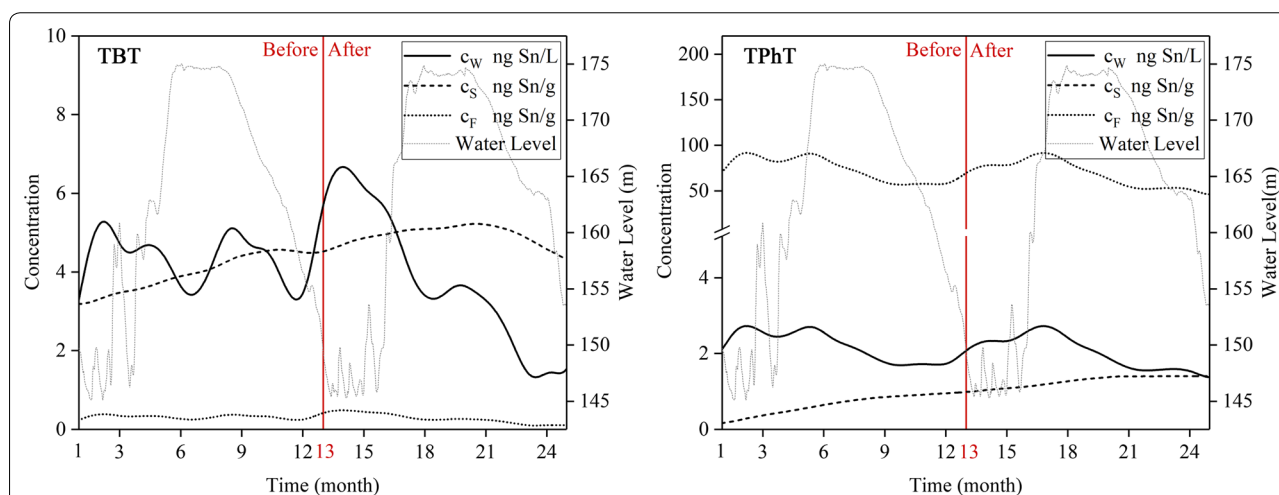 TBT
Before After
c_W ng Sn/L
c_S ng Sn/g
c_F ng Sn/g
Water Level
Concentration
10
8
6
4
2
0
Water Level (m)
175
170
165
160
155
150
145
1 3 6 9 12 13 15 18 21 24
Time (month)
TPhT
Before After
c_W ng Sn/L
c_S ng Sn/g
c_F ng Sn/g
Water Level
Concentration
200
150
100
50
4
2
0
Water Level(m)
175
170
165
160
155
150
145
1 3 6 9 12 13 15 18 21 24
Time (month)